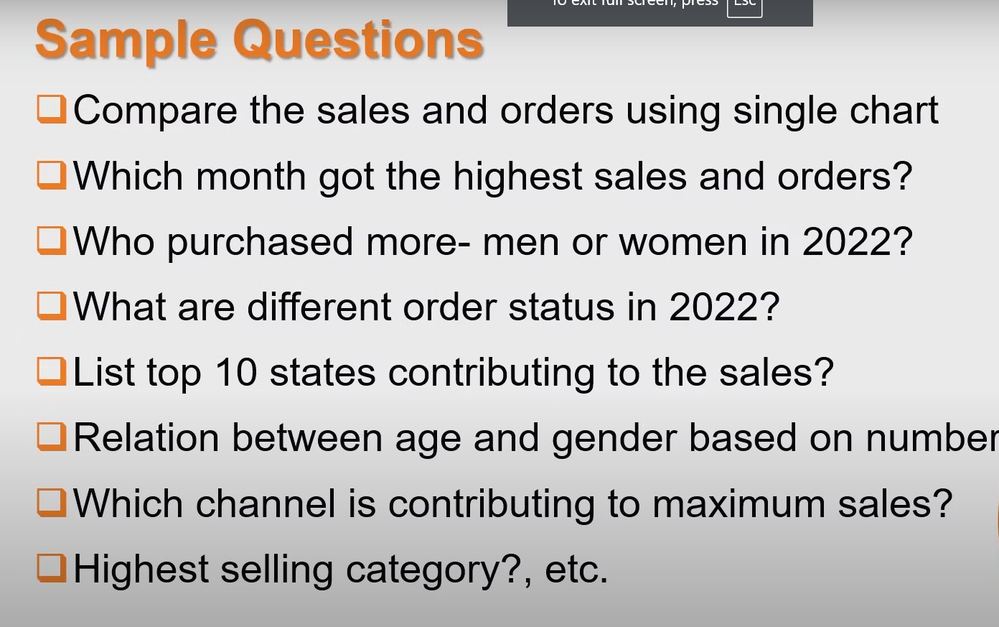 To exit full screen, press Esc
Sample Questions
Compare the sales and orders using single chart
Which month got the highest sales and orders?
Who purchased more- men or women in 2022?
What are different order status in 2022?
List top 10 states contributing to the sales?
Relation between age and gender based on number
Which channel is contributing to maximum sales?
Highest selling category?, etc.